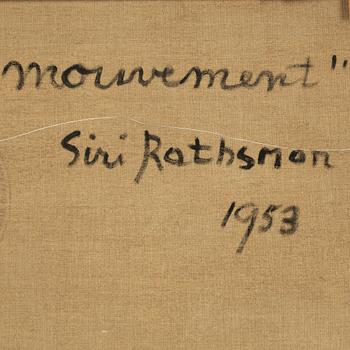 mouvement"
Siri Rathsman
1953